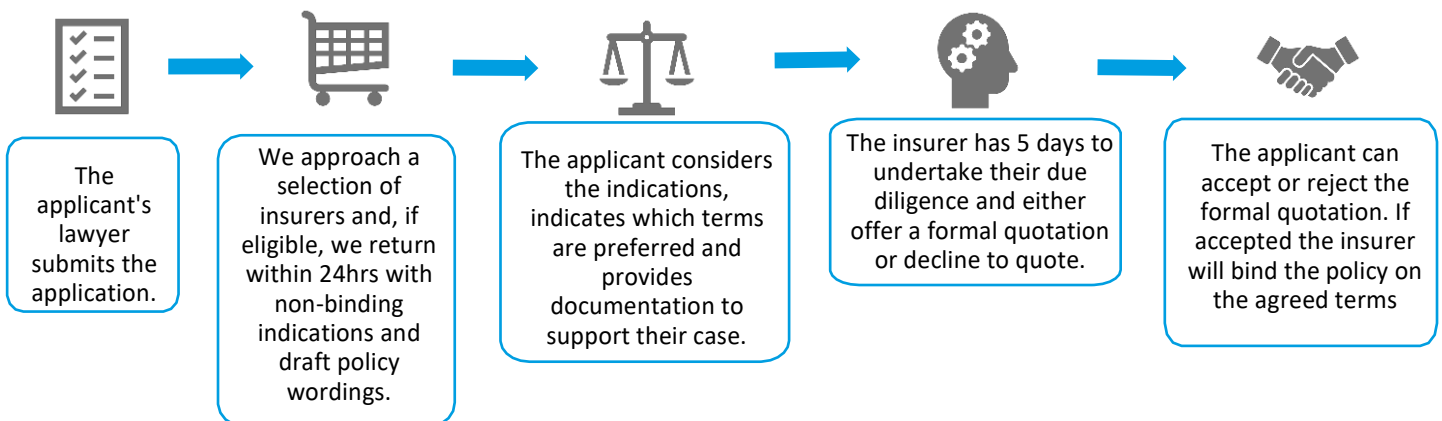 The
applicant's
lawyer
submits the
application.
We approach a
selection of
insurers and, if
eligible, we return
within 24hrs with
non-binding
indications and
draft policy
wordings.
The applicant considers
the indications,
indicates which terms
are preferred and
provides
documentation to
support their case.
The insurer has 5 days to
undertake their due
diligence and either
offer a formal quotation
or decline to quote.
The applicant can
accept or reject the
formal quotation. If
accepted the insurer
will bind the policy on
the agreed terms